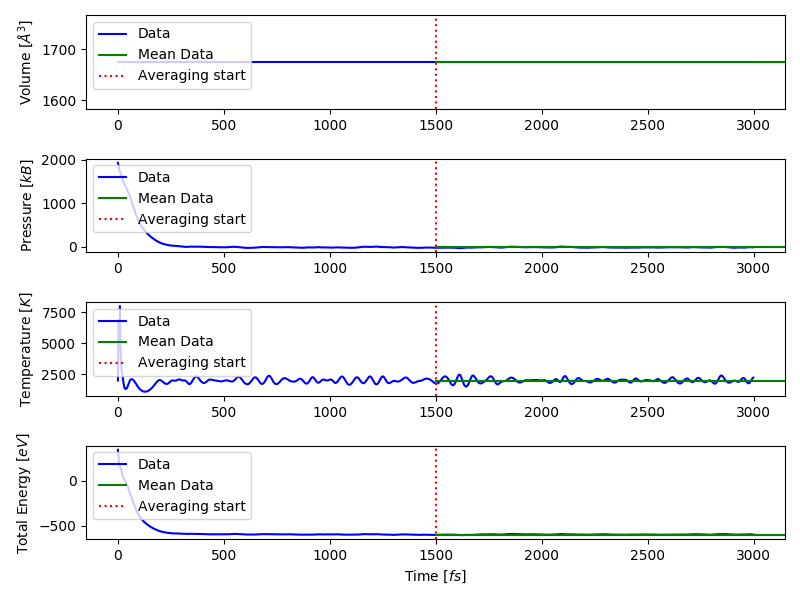 Volume [Å³]
1700
1600
Data
Mean Data
Averaging start
0 500 1000 1500 2000 2500 3000
Pressure [kB]
2000
1000
0
Data
Mean Data
Averaging start
0 500 1000 1500 2000 2500 3000
Temperature [K]
7500
5000
2500
Data
Mean Data
Averaging start
0 500 1000 1500 2000 2500 3000
Total Energy [eV]
0
−500
Data
Mean Data
Averaging start
0 500 1000 1500 2000 2500 3000
Time [fs]